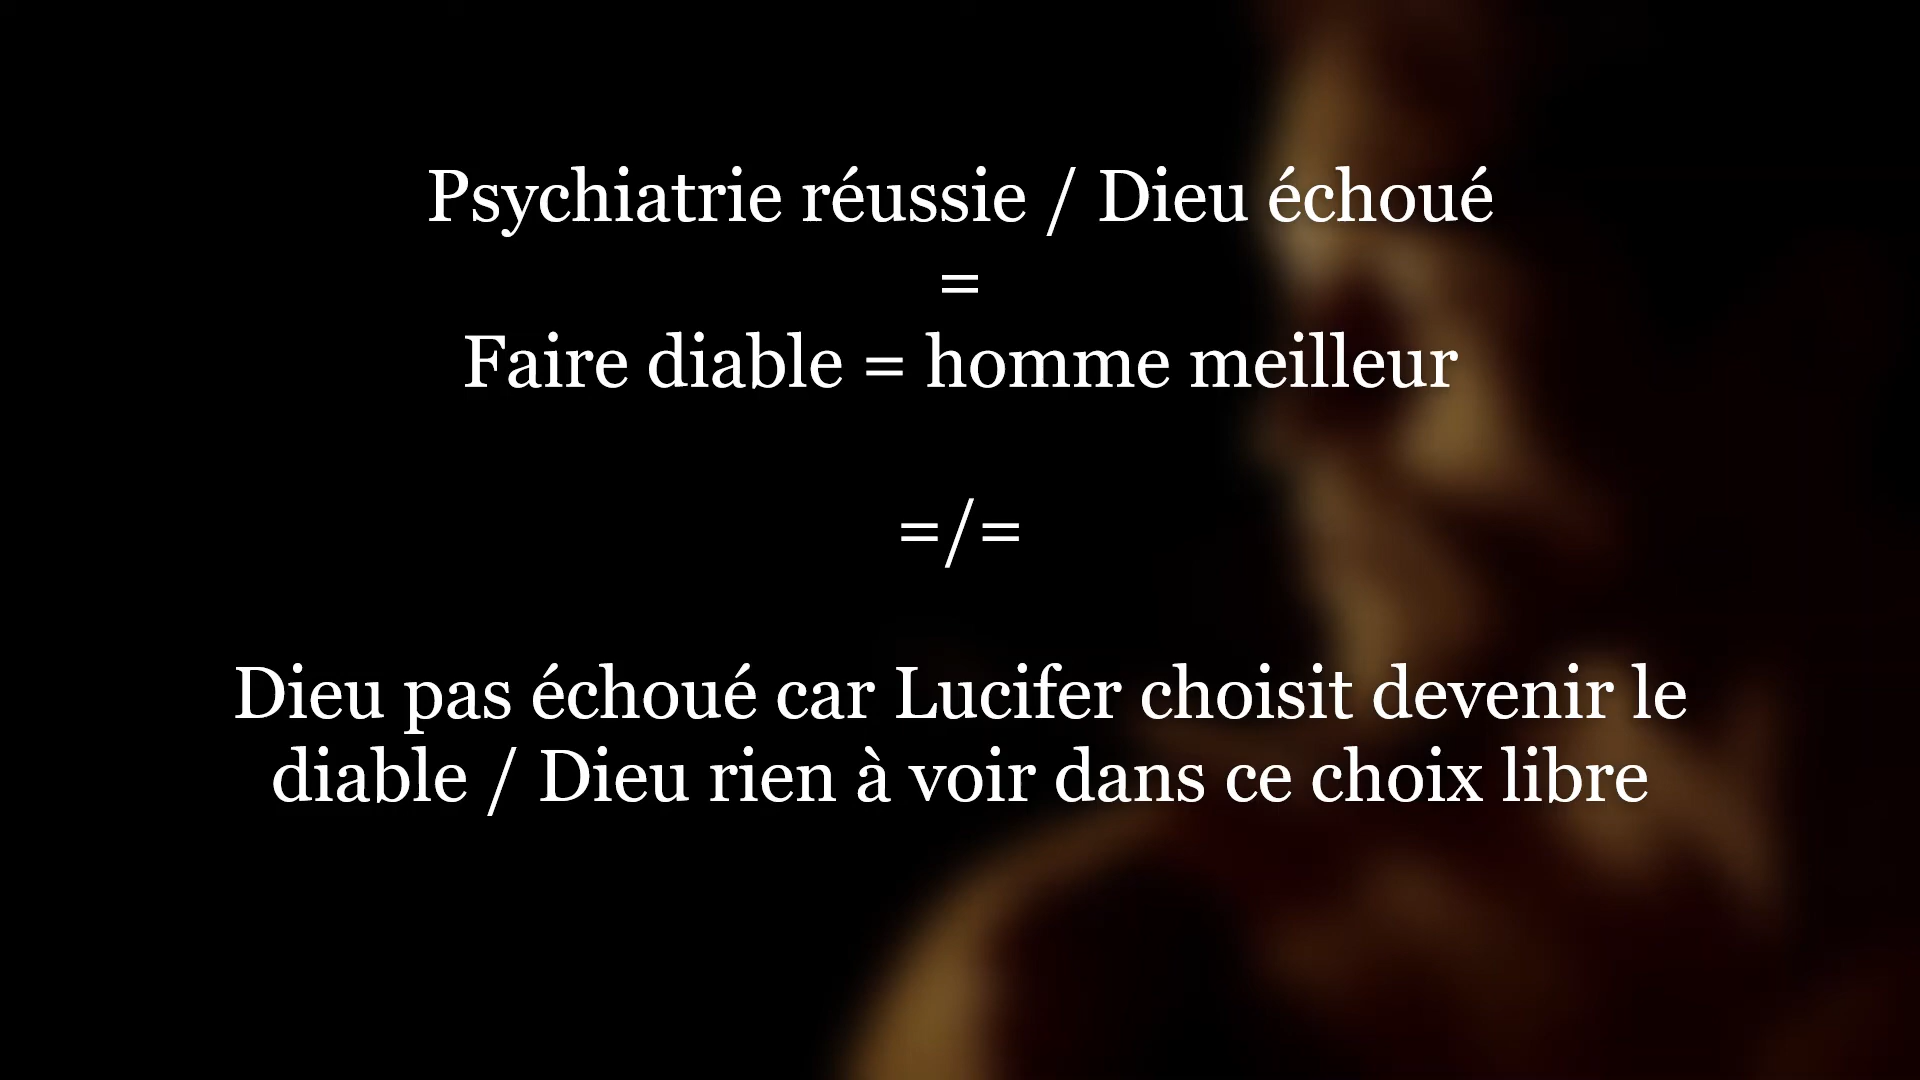 Psychiatrie réussie / Dieu échoué
=
Faire diable = homme meilleur
=/=
Dieu pas échoué car Lucifer choisit devenir le
diable / Dieu rien à voir dans ce choix libre